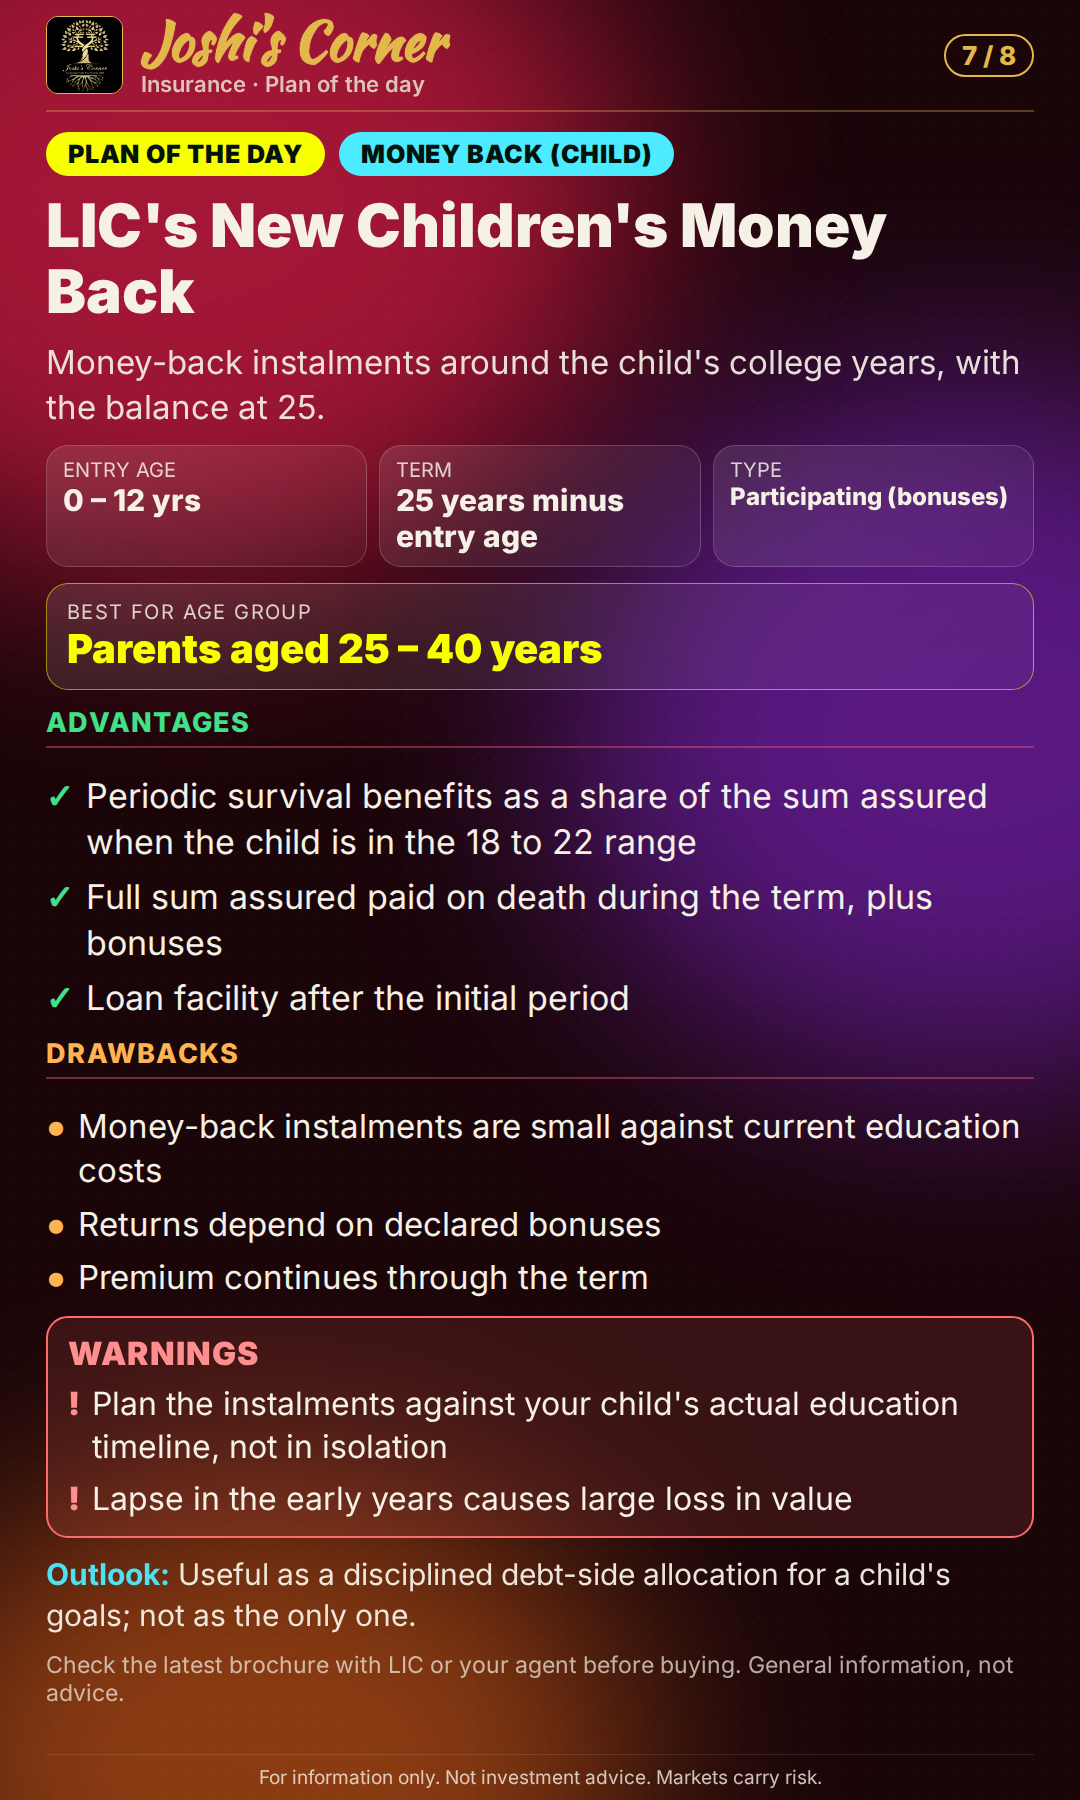 Joshi's Corner
Insurance · Plan of the day
7 / 8
PLAN OF THE DAY
MONEY BACK (CHILD)
LIC's New Children's Money
Back
Money-back instalments around the child's college years, with
the balance at 25.
ENTRY AGE
0 – 12 yrs
TERM
25 years minus
entry age
TYPE
Participating (bonuses)
BEST FOR AGE GROUP
Parents aged 25 – 40 years
ADVANTAGES
✓ Periodic survival benefits as a share of the sum assured
when the child is in the 18 to 22 range
✓ Full sum assured paid on death during the term, plus
bonuses
✓ Loan facility after the initial period
DRAWBACKS
● Money-back instalments are small against current education
costs
● Returns depend on declared bonuses
● Premium continues through the term
WARNINGS
! Plan the instalments against your child's actual education
timeline, not in isolation
! Lapse in the early years causes large loss in value
Outlook: Useful as a disciplined debt-side allocation for a child's
goals; not as the only one.
Check the latest brochure with LIC or your agent before buying. General information, not
advice.
For information only. Not investment advice. Markets carry risk.